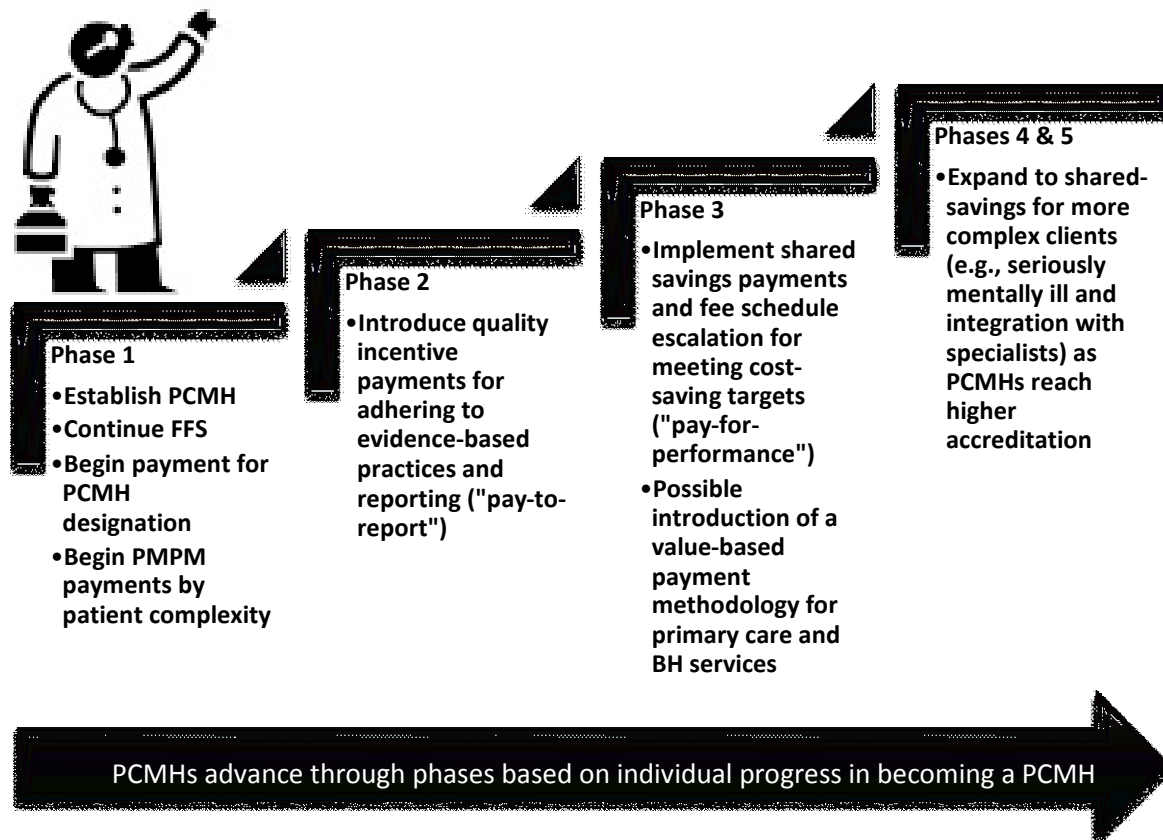 Phase 1
•Establish PCMH
•Continue FFS
•Begin payment for
PCMH
designation
•Begin PMPM
payments by
patient complexity
Phase 2
•Introduce quality
incentive
payments for
adhering to
evidence-based
practices and
reporting ("pay-to-
report")
Phase 3
•Implement shared
savings payments
and fee schedule
escalation for
meeting cost-
saving targets
("pay-for-
performance")
•Possible
introduction of a
value-based
payment
methodology for
primary care and
BH services
Phases 4 & 5
•Expand to shared-
savings for more
complex clients
(e.g., seriously
mentally ill and
integration with
specialists) as
PCMHs reach
higher
accreditation
PCMHs advance through phases based on individual progress in becoming a PCMH